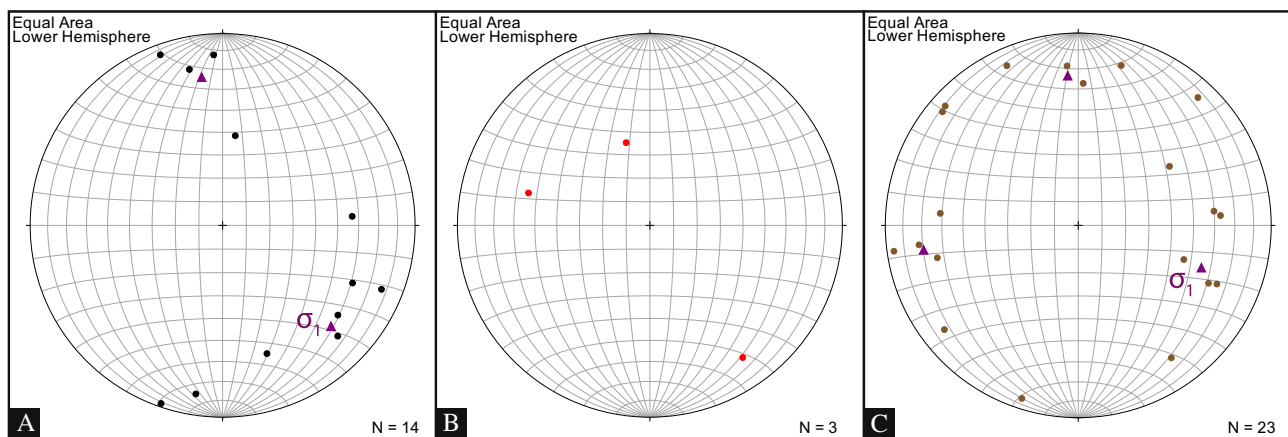 Equal Area
Lower Hemisphere
σ₁
A
N = 14
Equal Area
Lower Hemisphere
B
N = 3
Equal Area
Lower Hemisphere
σ₁
C
N = 23